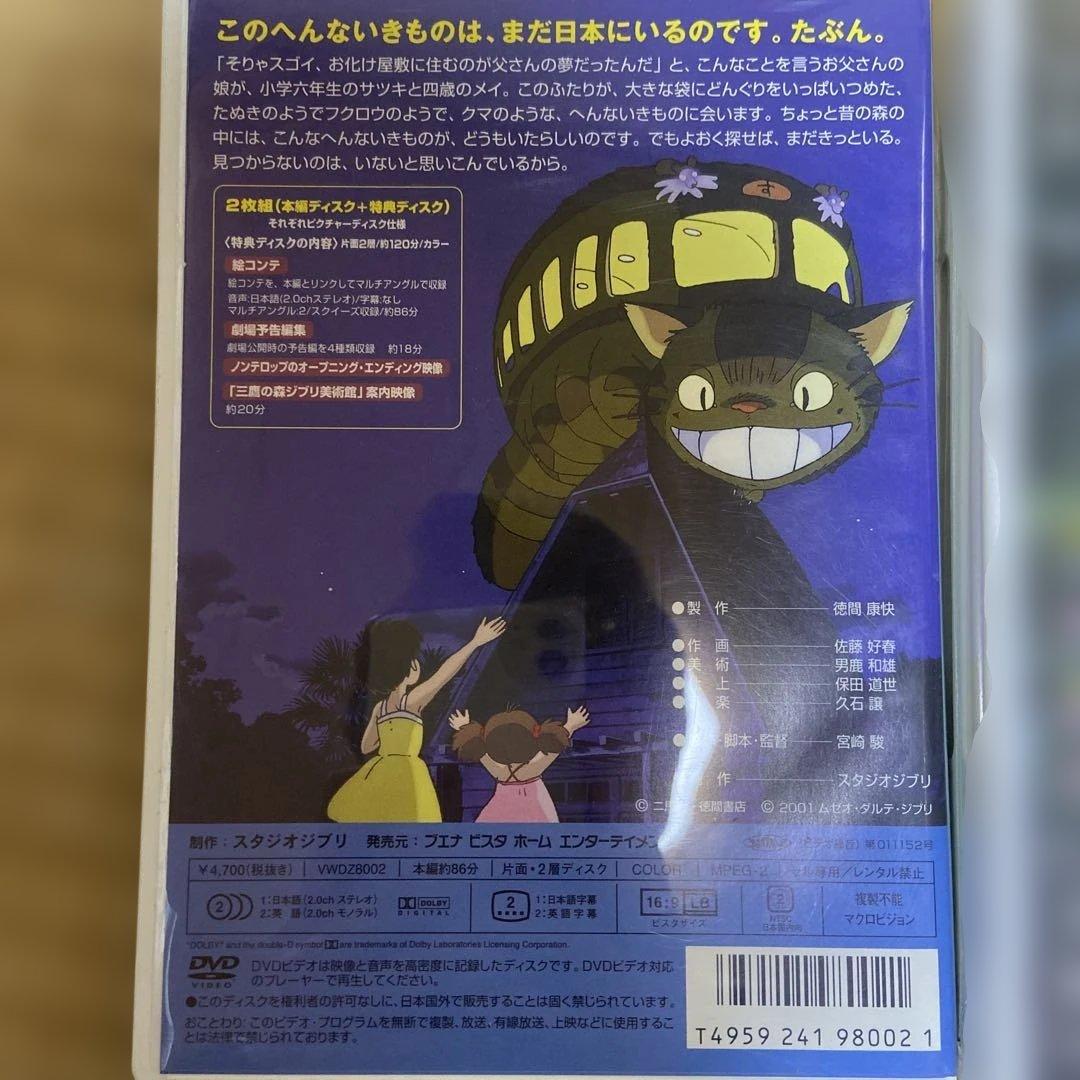 このへんないきものは、まだ日本にいるのです。たぶん。
「そりゃスゴイ、お化け屋敷に住むのが父さんの夢だったんだ」と、こんなことを言うお父さんの
娘が、小学六年生のサツキと四歳のメイ。このふたりが、大きな袋にどんぐりをいっぱいつめた、
たぬきのようでフクロウのようで、クマのような、へんないきものに会います。ちょっと昔の森の
中には、こんなへんないきものが、どうもいたらしいのです。でもよおく探せば、まだきっといる。
見つからないのは、いないと思いこんでいるから。
2枚組(本編ディスク+特典ディスク)
それぞれピクチャーディスク仕様
〈特典ディスクの内容〉片面2層/約120分/カラー
絵コンテ
絵コンテを、本編とリンクしてマルチアングルで収録
音声:日本語(2.0chステレオ)/字幕:なし
マルチアングル:2/スクイーズ収録/約86分
劇場予告編集
劇場公開時の予告編を4種類収録 約18分
ノンテロップのオープニング・エンディング映像
「三鷹の森ジブリ美術館」案内映像
約20分
す
●製 作 ― 徳間 康快
●作 画 ― 佐藤 好春
●美 術 ― 男鹿 和雄
● 上 ― 保田 道世
● 楽 ― 久石 譲
● ・脚本・監督 ― 宮崎 駿
作 スタジオジブリ
© 二 徳間書店 © 2001 ムゼオ・ダルテ・ジブリ
制作:スタジオジブリ 発売元:ブエナ ビスタ ホーム エンターテイメン 第011152号
¥4,700(税抜き) VWDZ8002 本編約86分 片面・2層ディスク COLOR MPEG-2 専用/レンタル禁止
2 1:日本語(2.0ch ステレオ) 2:英 語(2.0ch モノラル)
DOLBY DIGITAL
2 1:日本語字幕 2:英語字幕
16:9 LB ビスタサイズ
2 NTSC 日本国内向
複製不能 マクロビジョン
"DOLBY" and the double-D symbol are trademarks of Dolby Laboratories Licensing Corporation.
DVD VIDEO
DVDビデオは映像と音声を高密度に記録したディスクです。DVDビデオ対応
のプレーヤーで再生してください。
●このディスクを権利者の許可なしに、日本国外で販売することは固く禁じられています。
おことわり:このビデオ・プログラムを無断で複製、放送、有線放送、上映などに使用するこ
とは法律で禁じられております。
T4959 241 98002 1